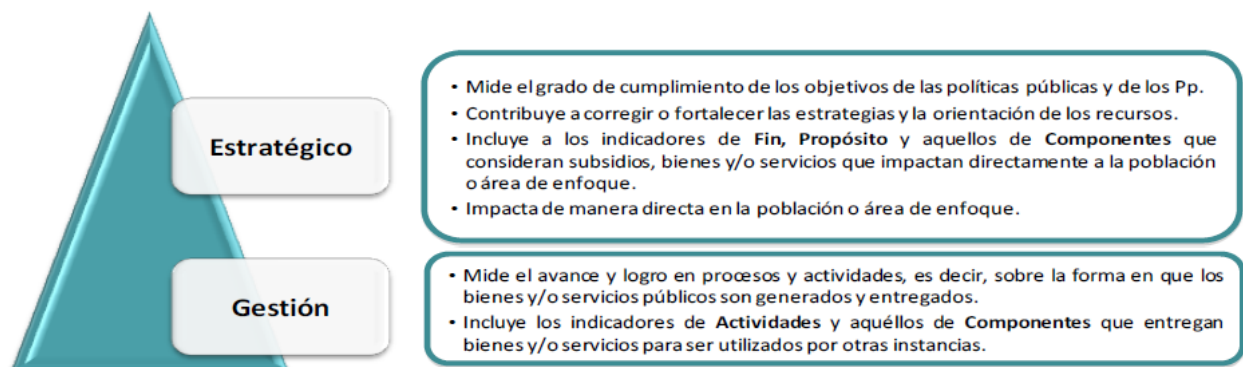 Estratégico
• Mide el grado de cumplimiento de los objetivos de las políticas públicas y de los Pp.
• Contribuye a corregir o fortalecer las estrategias y la orientación de los recursos.
• Incluye a los indicadores de Fin, Propósito y aquellos de Componentes que
consideran subsidios, bienes y/o servicios que impactan directamente a la población
o área de enfoque.
• Impacta de manera directa en la población o área de enfoque.
Gestión
• Mide el avance y logro en procesos y actividades, es decir, sobre la forma en que los
bienes y/o servicios públicos son generados y entregados.
• Incluye los indicadores de Actividades y aquéllos de Componentes que entregan
bienes y/o servicios para ser utilizados por otras instancias.